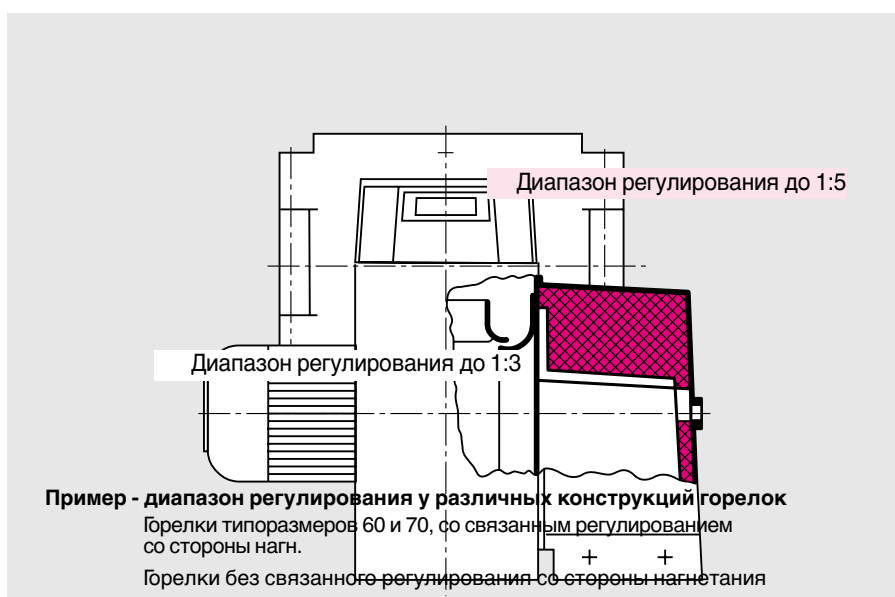 Диапазон регулирования до 1:5
Диапазон регулирования до 1:3
Пример - диапазон регулирования у различных конструкций горелок
Горелки типоразмеров 60 и 70, со связанным регулированием
со стороны нагн.
Горелки без связанного регулирования со стороны нагнетания